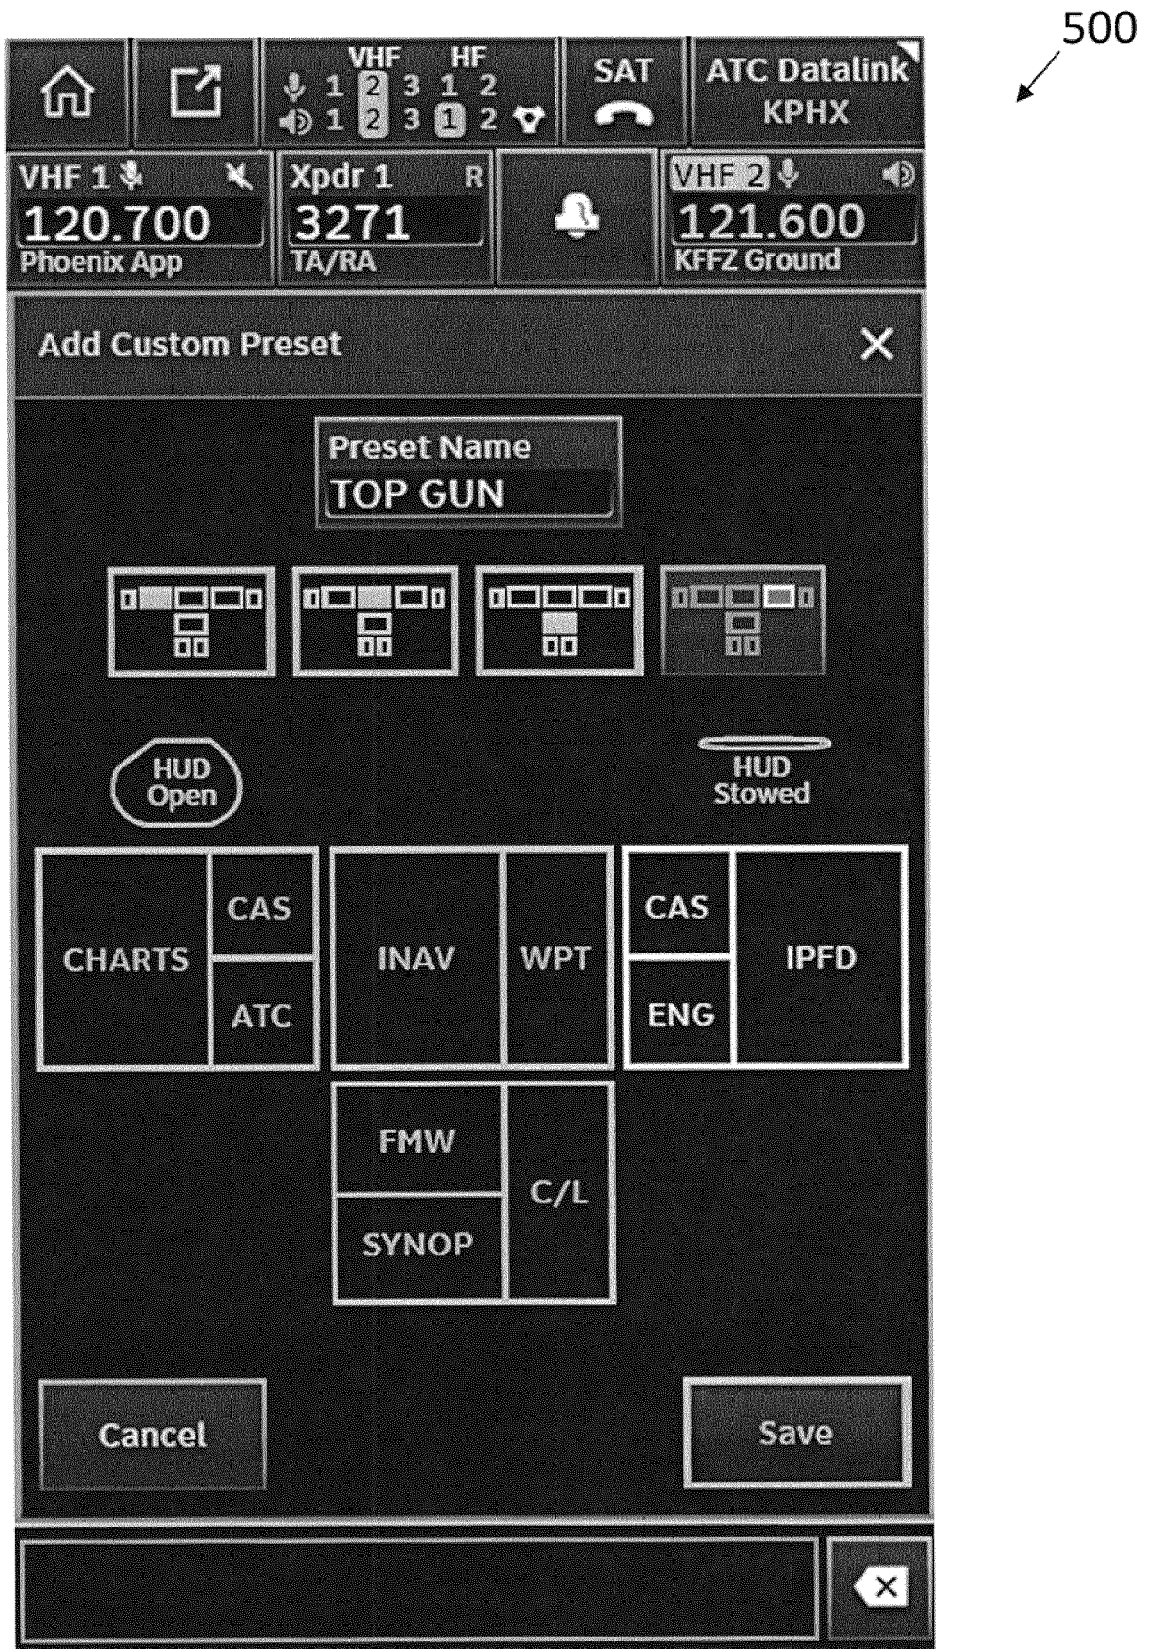 500
VHF HF
1 2 3 1 2
1 2 3 1 2
SAT
ATC Datalink
KPHX
VHF 1
120.700
Phoenix App
Xpdr 1 R
3271
TA/RA
VHF 2
121.600
KFFZ Ground
Add Custom Preset
Preset Name
TOP GUN
HUD
Open
HUD
Stowed
CHARTS
CAS
ATC
INAV
WPT
CAS
ENG
IPFD
FMW
SYNOP
C/L
Cancel
Save